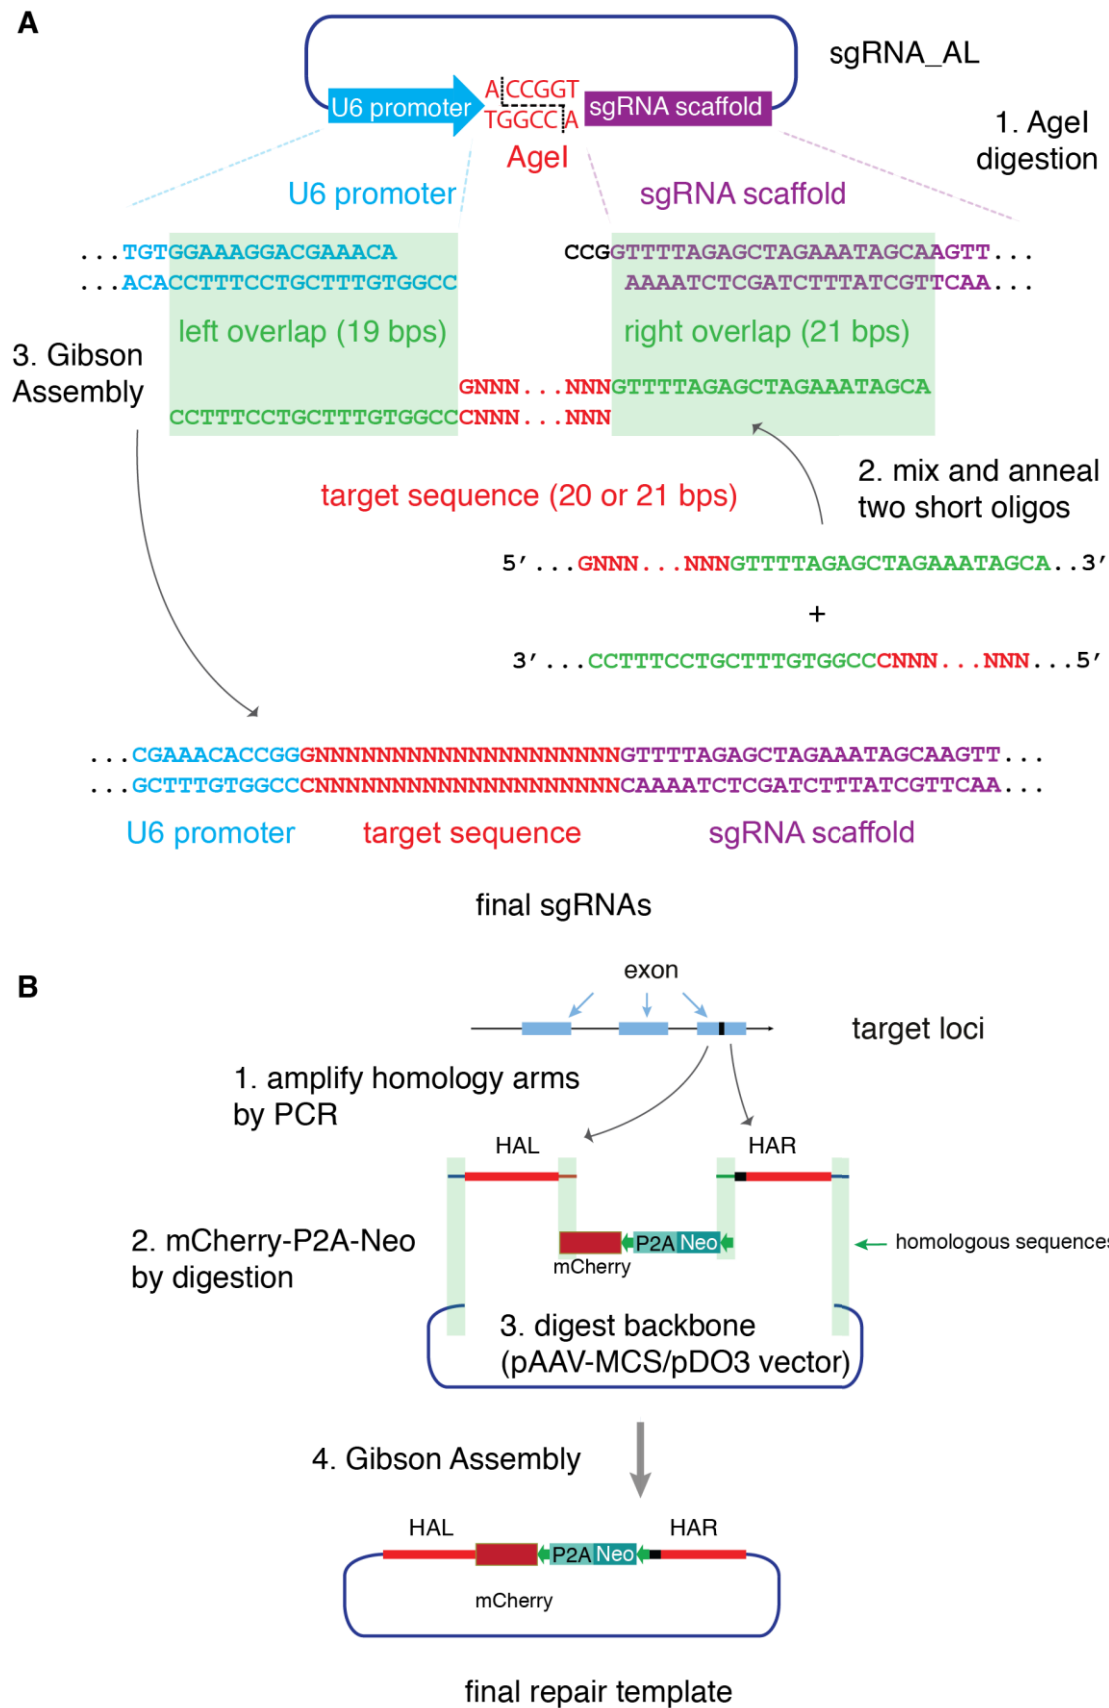 A
sgRNA_AL
U6 promoter
A CCGGT
TGGCC A
sgRNA scaffold
AgeI
1. AgeI
digestion
U6 promoter
sgRNA scaffold
...TGTGGAAAGGACGAAACA
CCGGTTTTAGAGCTAGAAATAGCAAGTT...
...ACACCTTTCCTGCTTTGTGGCC
AAAATCTCGATCTTTATCGTTCAA...
left overlap (19 bps)
right overlap (21 bps)
3. Gibson
Assembly
GNNN...NNNGTTTTAGAGCTAGAAATAGCA
CCTTTCCTGCTTTGTGGCCCNNN...NNN
target sequence (20 or 21 bps)
2. mix and anneal
two short oligos
5’ ...GNNN...NNNGTTTTAGAGCTAGAAATAGCA..3’
+
3’ ...CCTTTCCTGCTTTGTGGCCCNNN...NNN...5’
...CGAAACACCGGGNNNNNNNNNNNNNNNNNNNNGTTTTAGAGCTAGAAATAGCAAGTT...
...GCTTTGTGGCCCNNNNNNNNNNNNNNNNNNNNCAAAATCTCGATCTTTATCGTTCAA...
U6 promoter
target sequence
sgRNA scaffold
final sgRNAs
B
exon
target loci
1. amplify homology arms
by PCR
HAL
HAR
2. mCherry-P2A-Neo
by digestion
P2A Neo
mCherry
homologous sequences
3. digest backbone
(pAAV-MCS/pDO3 vector)
4. Gibson Assembly
HAL
HAR
P2A Neo
mCherry
final repair template